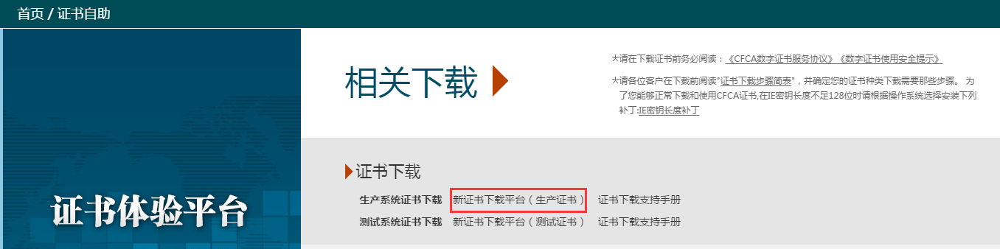 首页 / 证书自助
证书体验平台
相关下载
*请在下载证书前务必阅读：《CFCA数字证书服务协议》《数字证书使用安全提示》
*请各位客户在下载前阅读"证书下载步骤简表"，并确定您的证书种类下载需要那些步骤。 为
了您能够正常下载和使用CFCA证书,在IE密钥长度不足128位时请根据操作系统选择安装下列
补丁:IE密钥长度补丁
证书下载
生产系统证书下载 新证书下载平台（生产证书） 证书下载支持手册
测试系统证书下载 新证书下载平台（测试证书） 证书下载支持手册